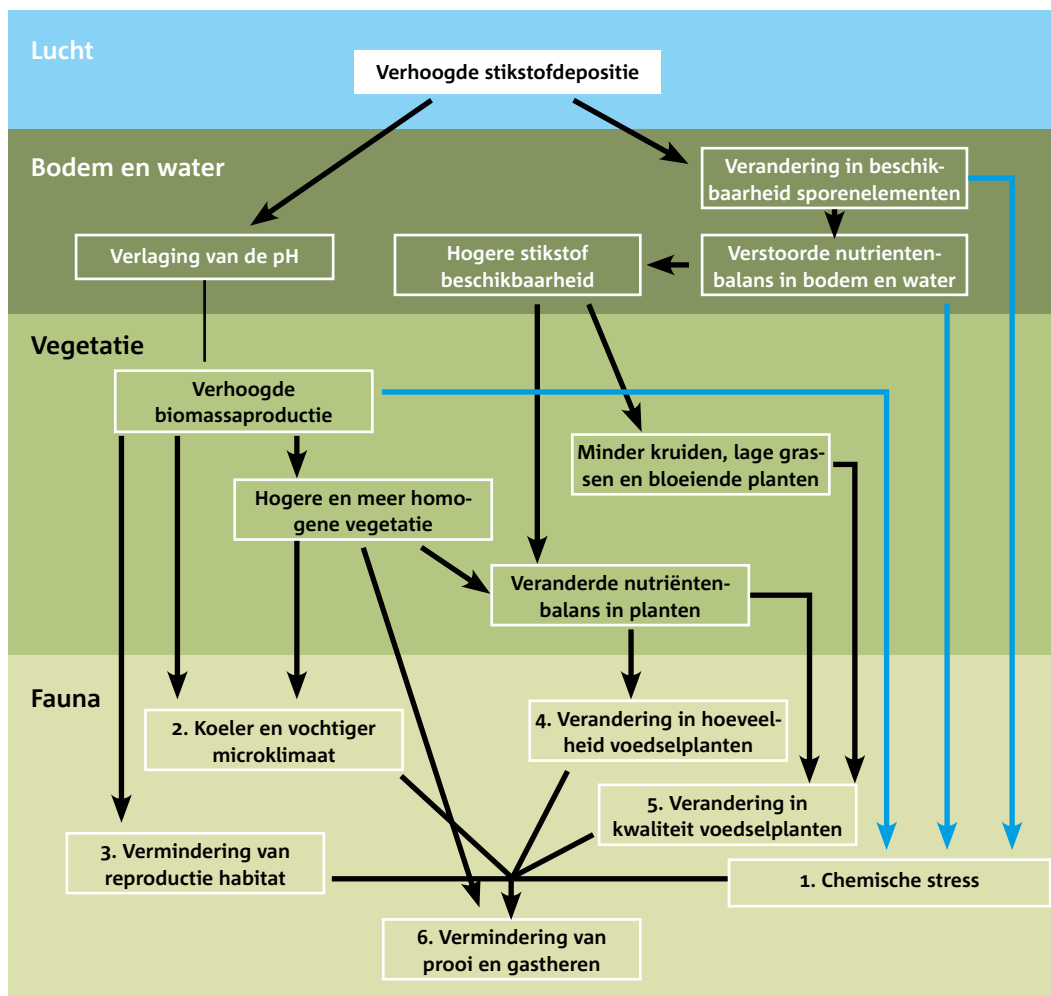 Lucht
Verhoogde stikstofdepositie
Bodem en water
Verandering in beschik-
baarheid sporenelementen
Verlaging van de pH
Hogere stikstof
beschikbaarheid
Verstoorde nutrienten-
balans in bodem en water
Vegetatie
Verhoogde
biomassaproductie
Minder kruiden, lage gras-
sen en bloeiende planten
Hogere en meer homo-
gene vegetatie
Veranderde nutriënten-
balans in planten
Fauna
2. Koeler en vochtiger
microklimaat
4. Verandering in hoeveel-
heid voedselplanten
5. Verandering in
kwaliteit voedselplanten
3. Vermindering van
reproductie habitat
1. Chemische stress
6. Vermindering van
prooi en gastheren